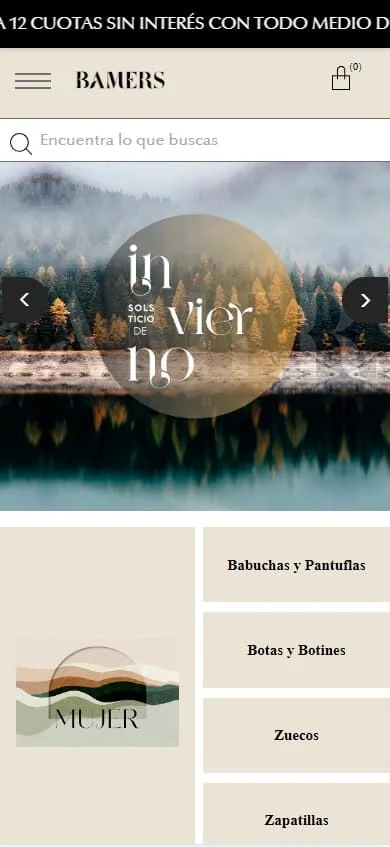 A 12 CUOTAS SIN INTERÉS CON TODO MEDIO D
BAMERS
(0)
Encuentra lo que buscas
in
SOLS
TICIO
DE
vier
no
MUJER
Babuchas y Pantuflas
Botas y Botines
Zuecos
Zapatillas